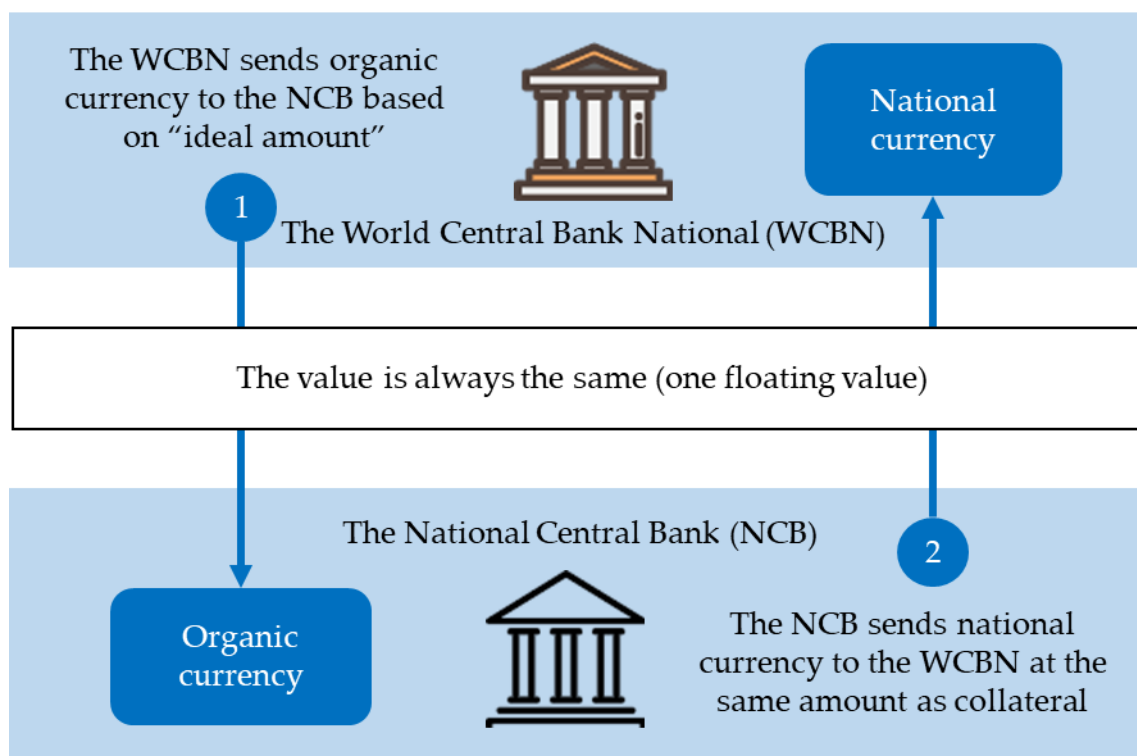 The WCBN sends organic
currency to the NCB based
on “ideal amount”
National
currency
1
The World Central Bank National (WCBN)
The value is always the same (one floating value)
The National Central Bank (NCB)
2
Organic
currency
The NCB sends national
currency to the WCBN at the
same amount as collateral